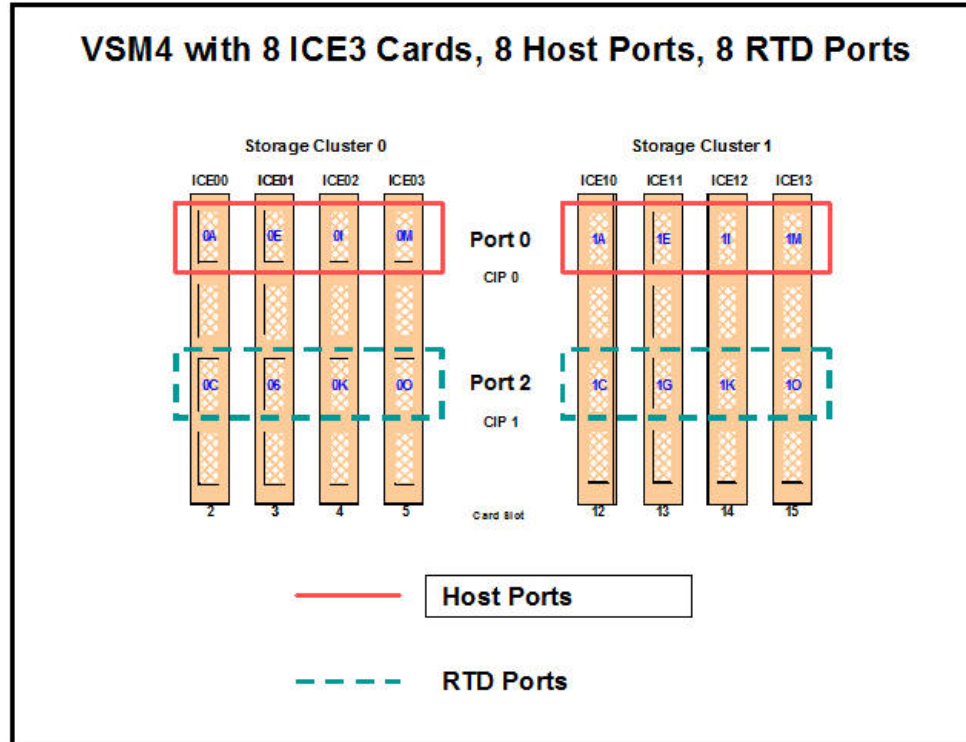 VSM4 with 8 ICE3 Cards, 8 Host Ports, 8 RTD Ports
Storage Cluster 0 Storage Cluster 1
ICE00 ICE01 ICE02 ICE03 ICE10 ICE11 ICE12 ICE13
0A 0E 0I 0M Port 0 1A 1E 1I 1M
CIP 0
0C 06 0K 0O Port 2 1C 1G 1K 1O
CIP 1
2 3 4 5 Card Slot 12 13 14 15
Host Ports
RTD Ports